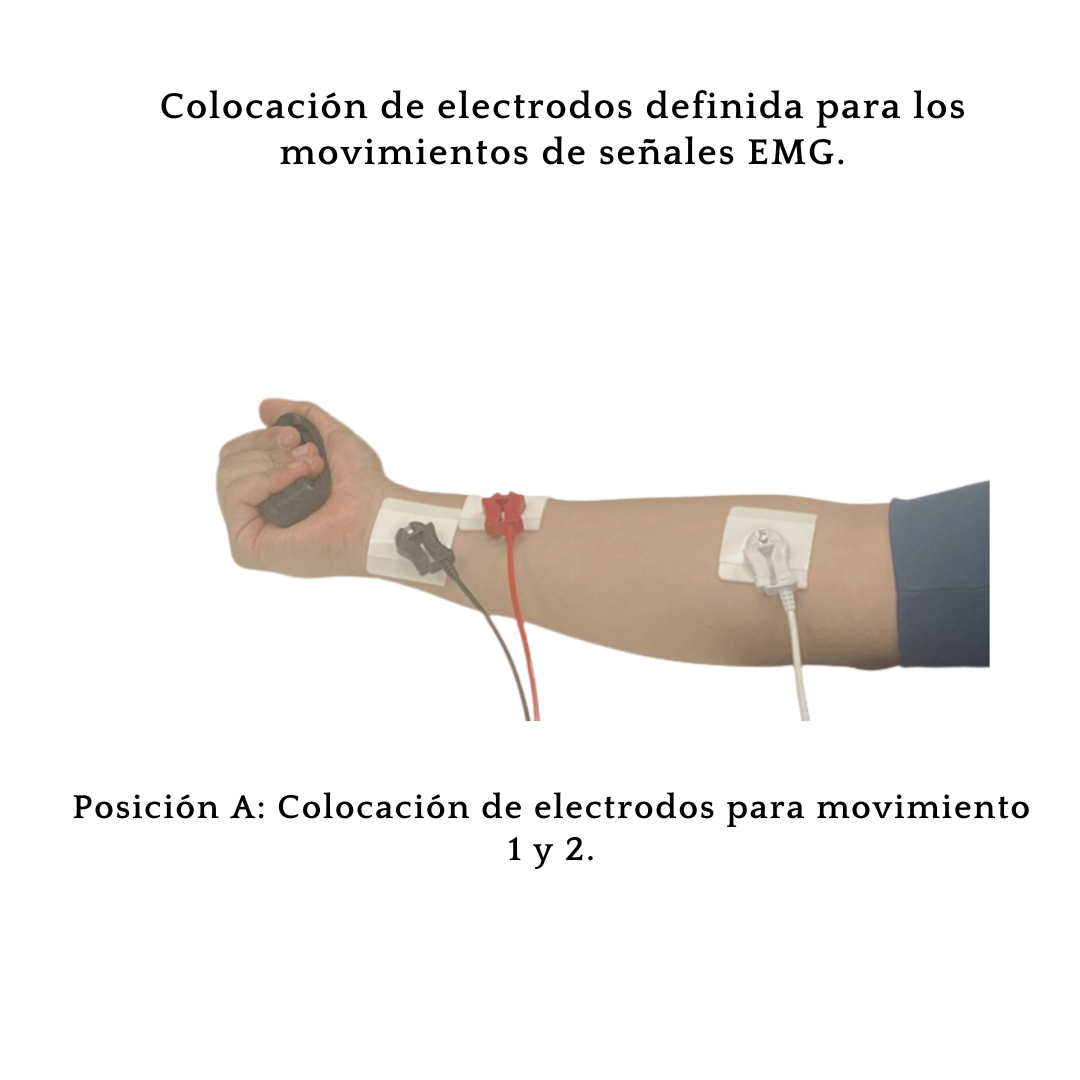 Colocación de electrodos definida para los
movimientos de señales EMG.
Posición A: Colocación de electrodos para movimiento
1 y 2.